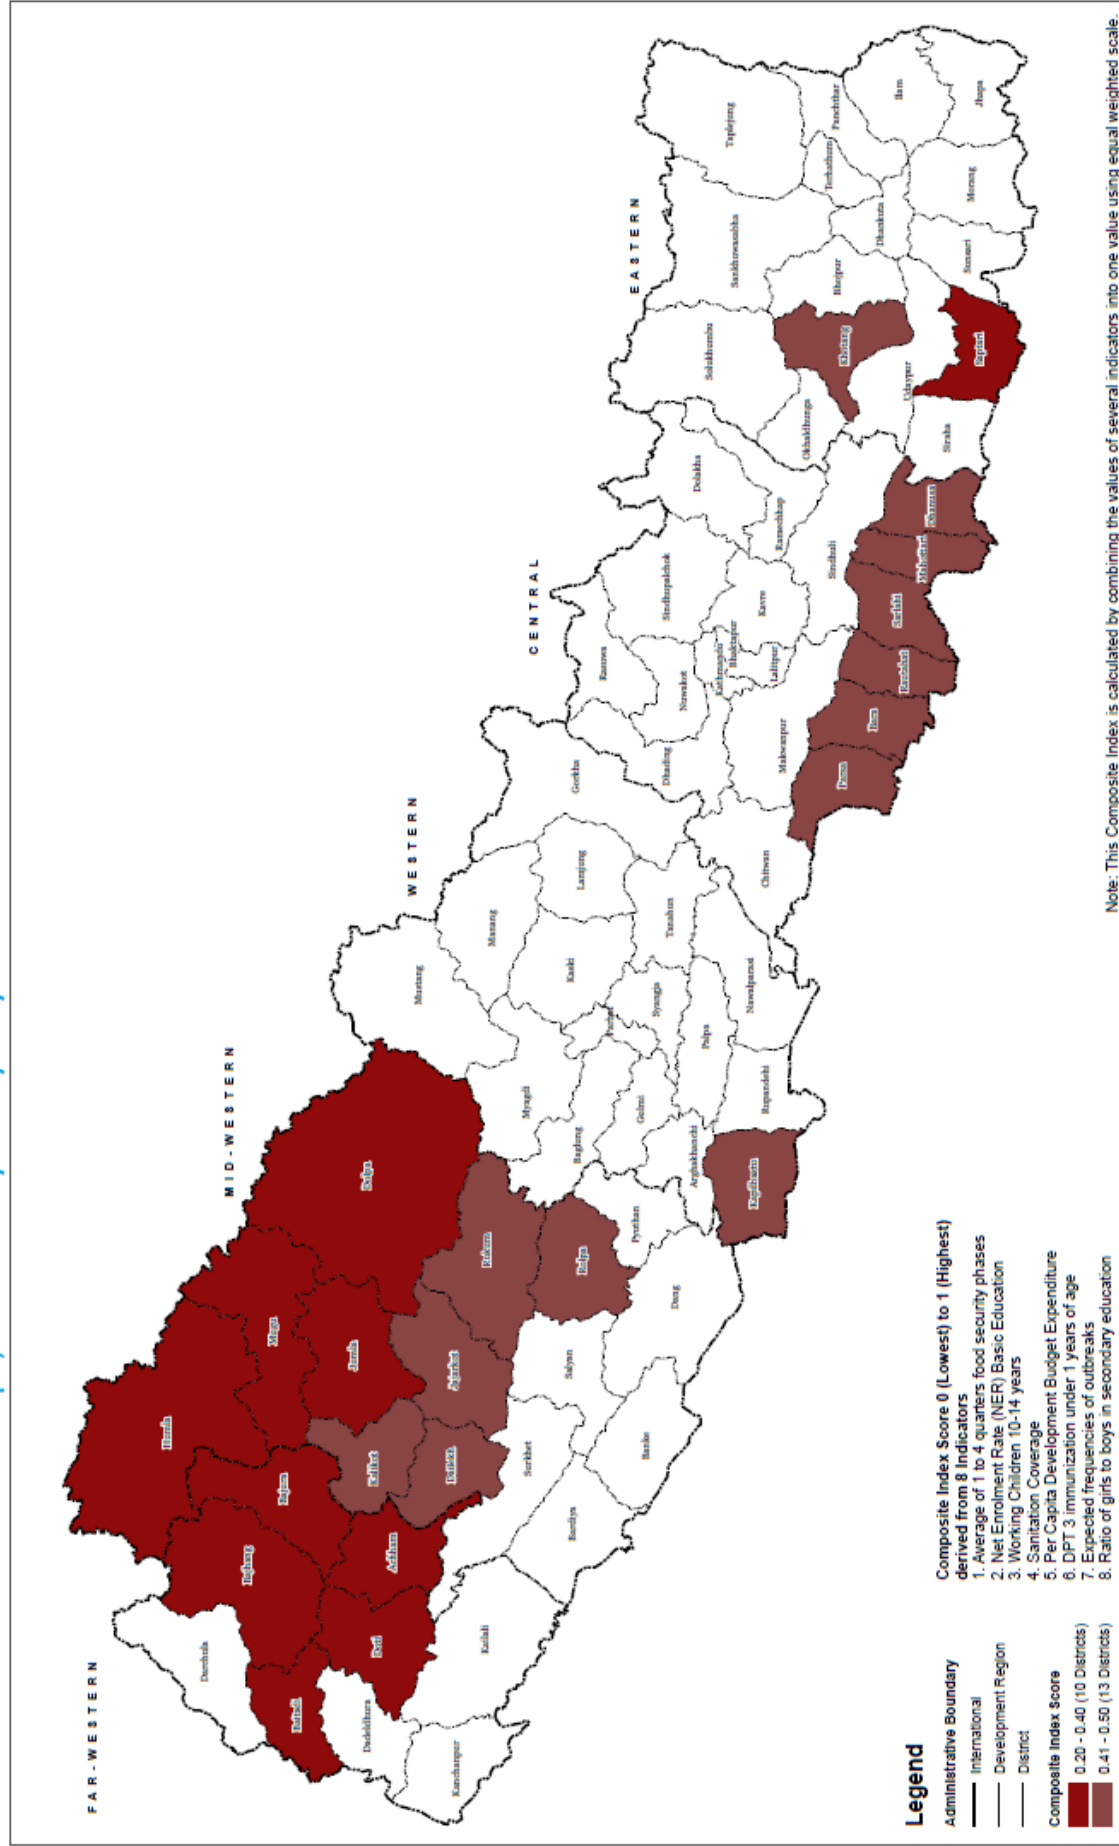 FAR-WESTERN
MID-WESTERN
WESTERN
CENTRAL
EASTERN
Darchula
Baitadi
Dadeldhura
Kanchanpur
Bajhang
Doti
Kailali
Humla
Bajura
Achham
Mugu
Jumla
Kalikot
Dailekh
Jajarkot
Surkhet
Bardiya
Banke
Dolpa
Rukum
Rolpa
Salyan
Dang
Pyuthan
Mustang
Manang
Myagdi
Baglung
Gulmi
Arghakhanchi
Kapilbastu
Kaski
Parbat
Syangja
Palpa
Rupandehi
Lamjung
Tanahun
Nawalparasi
Gorkha
Dhading
Chitwan
Rasuwa
Nuwakot
Kathmandu
Bhaktapur
Lalitpur
Makwanpur
Parsa
Bara
Rautahat
Sindhupalchok
Kavre
Sindhuli
Sarlahi
Mahottari
Dhanusa
Dolakha
Ramechhap
Solukhumbu
Okhaldhunga
Khotang
Udaypur
Siraha
Saptari
Sankhuwasabha
Bhojpur
Dhankuta
Sunsari
Morang
Taplejung
Terhathum
Panchthar
Ilam
Jhapa
Legend
Administrative Boundary
International
Development Region
District
Composite Index Score
0.20 - 0.40 (10 Districts)
0.41 - 0.50 (13 Districts)
Composite Index Score 0 (Lowest) to 1 (Highest)
derived from 8 Indicators
1. Average of 1 to 4 quarters food security phases
2. Net Enrolment Rate (NER) Basic Education
3. Working Children 10-14 years
4. Sanitation Coverage
5. Per Capita Development Budget Expenditure
6. DPT 3 immunization under 1 years of age
7. Expected frequencies of outbreaks
8. Ratio of girls to boys in secondary education
Note: This Composite Index is calculated by combining the values of several indicators into one value using equal weighted scale.